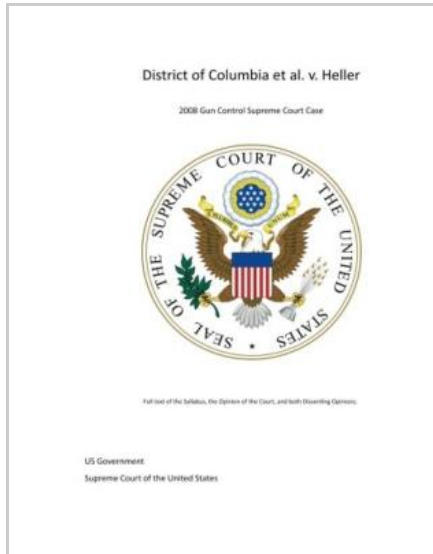 District of Columbia et al. v. Heller
2008 Gun Control Supreme Court Case
SEAL OF THE SUPREME COURT OF THE UNITED STATES
E PLURIBUS UNUM
Full text of the Syllabus, the Opinion of the Court, and both Dissenting Opinions.
US Government
Supreme Court of the United States